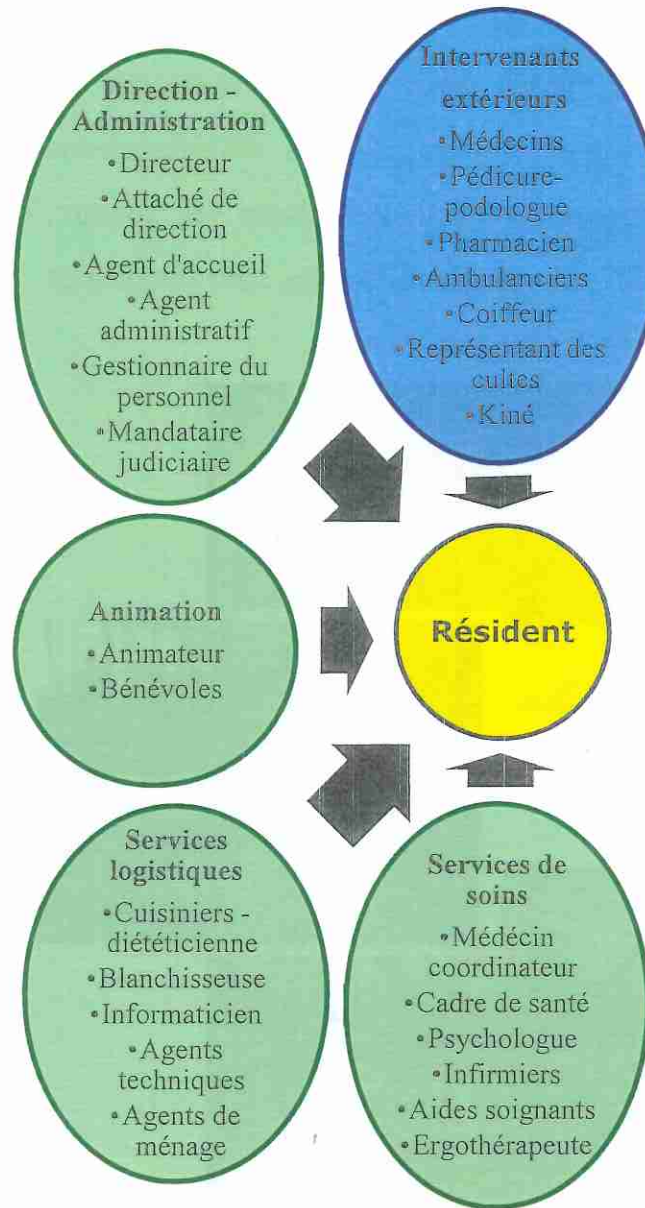 Direction -
Administration
•Directeur
•Attaché de
direction
•Agent d'accueil
•Agent
administratif
•Gestionnaire du
personnel
•Mandataire
judiciaire
Intervenants
extérieurs
•Médecins
•Pédicure-
podologue
•Pharmacien
•Ambulanciers
•Coiffeur
•Représentant des
cultes
•Kiné
Animation
•Animateur
•Bénévoles
Résident
Services
logistiques
•Cuisiniers -
diététicienne
•Blanchisseuse
•Informaticien
•Agents
techniques
•Agents de
ménage
Services de
soins
•Médécin
coordinateur
•Cadre de santé
•Psychologue
•Infirmiers
•Aides soignants
•Ergothérapeute